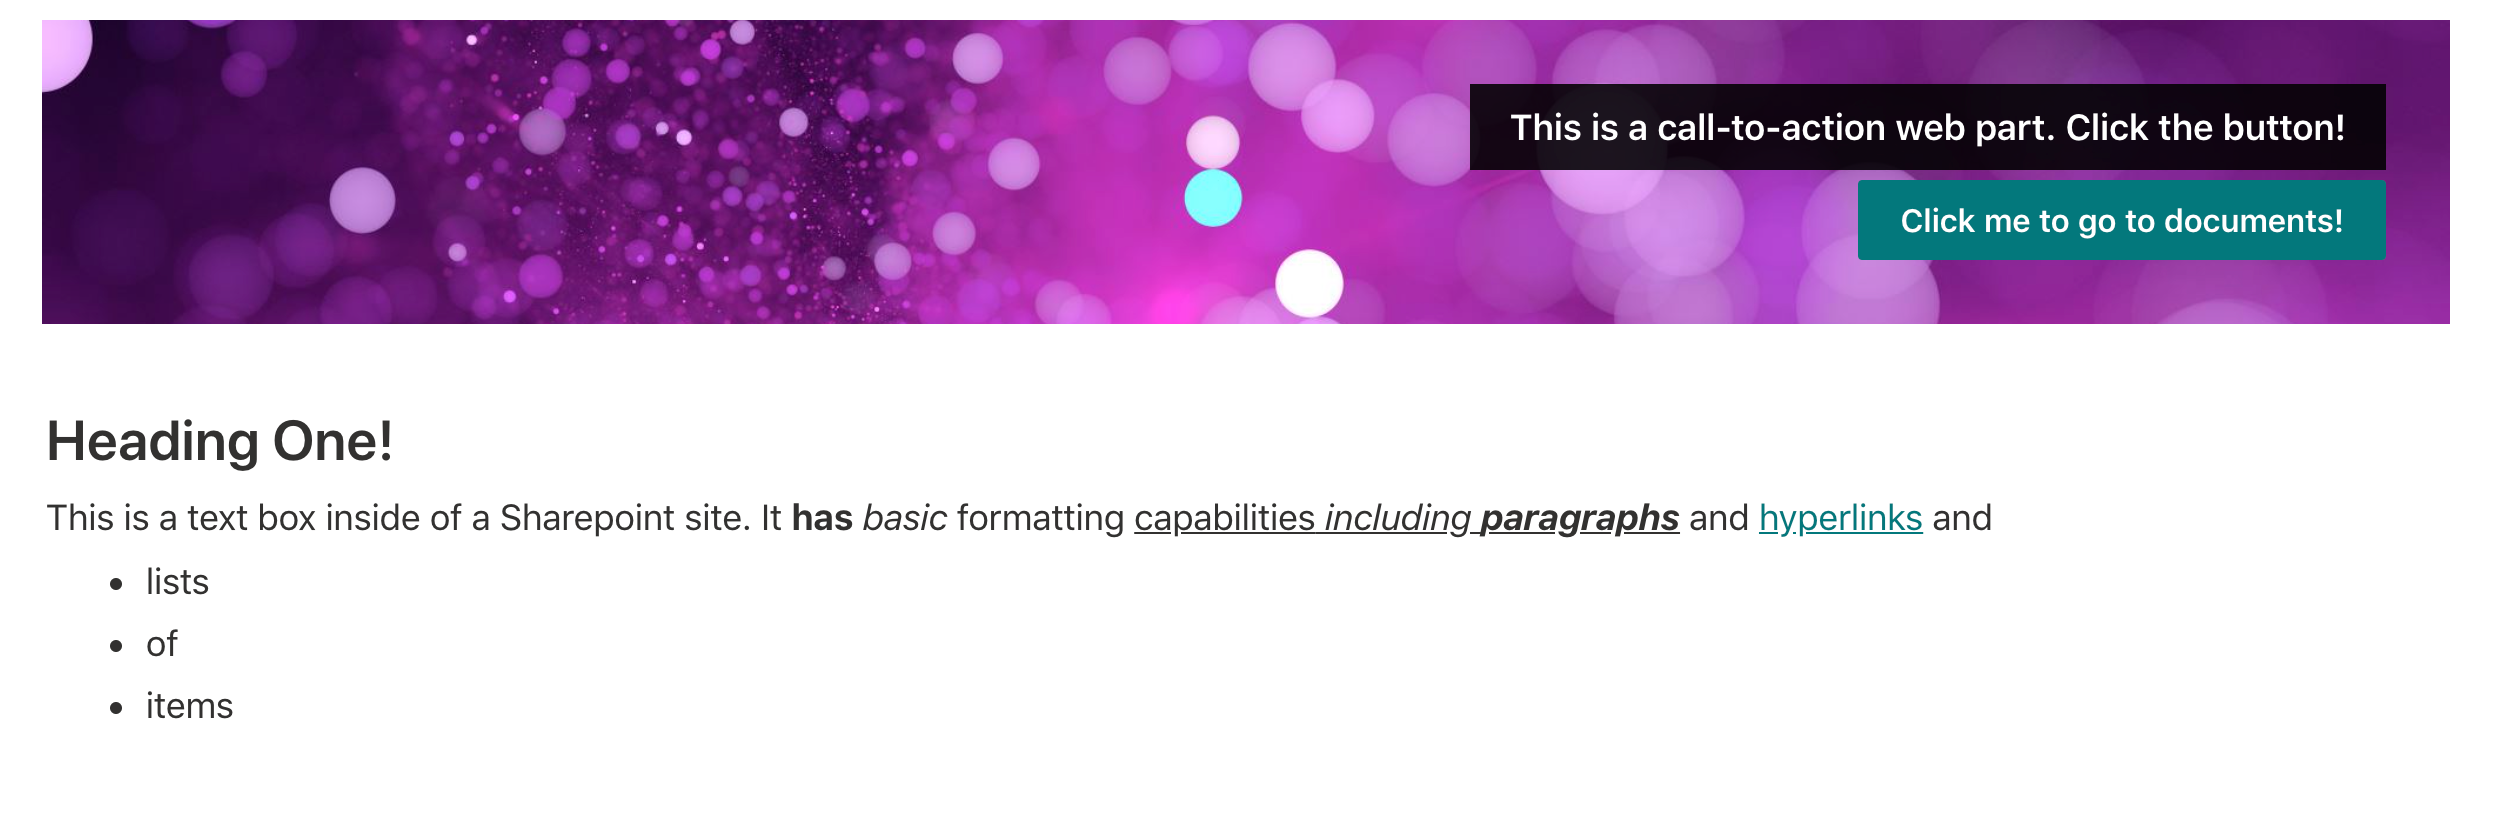 This is a call-to-action web part. Click the button!
Click me to go to documents!
Heading One!
This is a text box inside of a Sharepoint site. It has basic formatting capabilities including paragraphs and hyperlinks and
lists
of
items